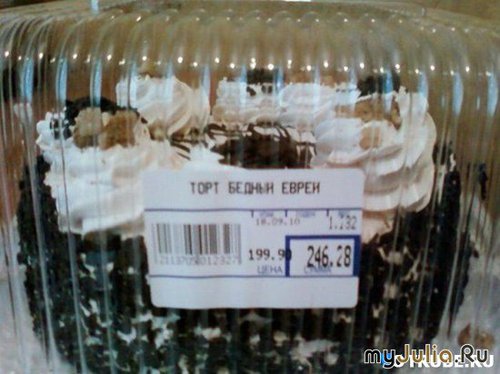 ТОРТ БЕДНЫЙ ЕВРЕЙ
18.09.10 1.232
199.90 246.28
ЦЕНА
myJulia.Ru